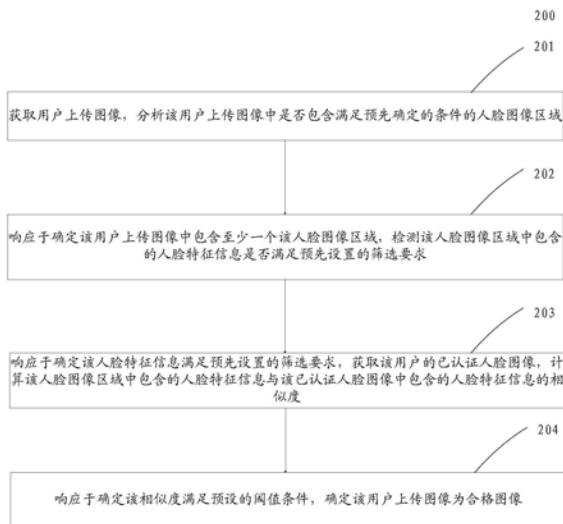 200
201
获取用户上传图像，分析该用户上传图像中是否包含满足预先确定的条件的人脸图像区域
202
响应于确定该用户上传图像中包含至少一个该人脸图像区域，检测该人脸图像区域中包含
的人脸特征信息是否满足预先设置的筛选要求
203
响应于确定该人脸特征信息满足预先设置的筛选要求，获取该用户的已认证人脸图像，计
算该人脸图像区域中包含的人脸特征信息与该已认证人脸图像中包含的人脸特征信息的相
似度
204
响应于确定该相似度满足预设的阈值条件，确定该用户上传图像为合格图像